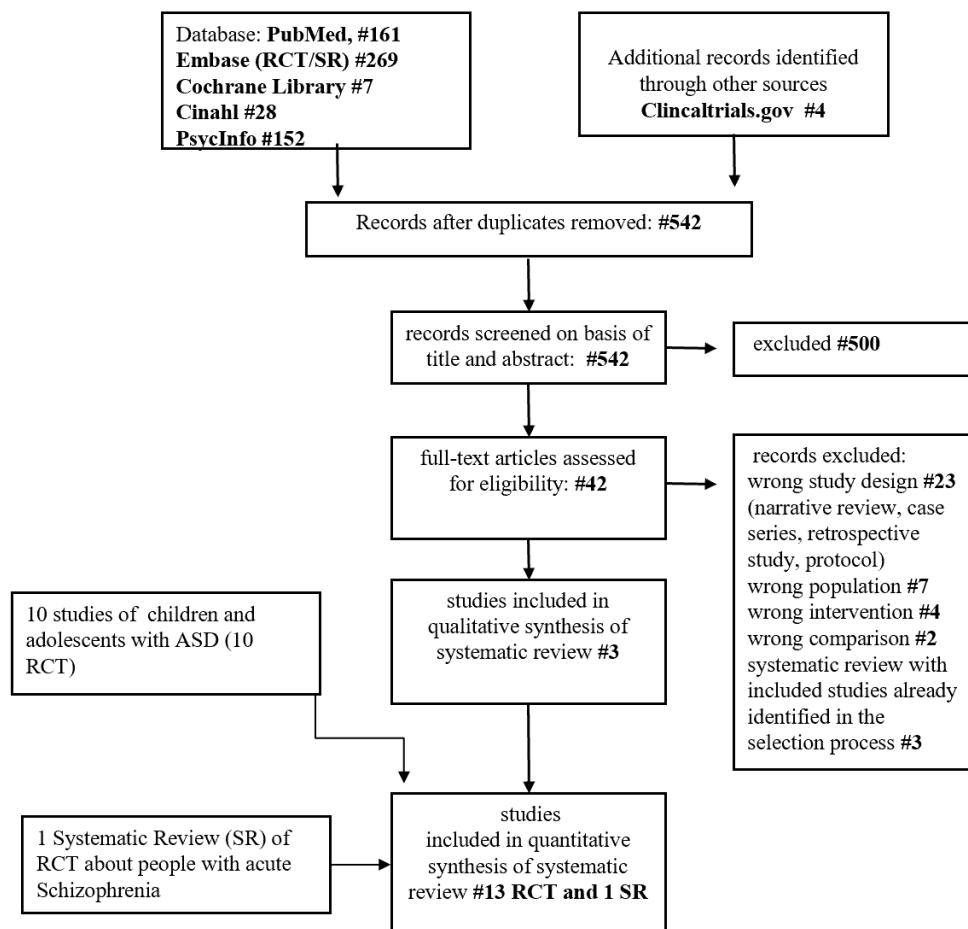 Database: PubMed, #161
Embase (RCT/SR) #269
Cochrane Library #7
Cinahl #28
PsycInfo #152
Additional records identified
through other sources
Clincaltrials.gov #4
Records after duplicates removed: #542
records screened on basis of
title and abstract: #542
excluded #500
full-text articles assessed
for eligibility: #42
records excluded:
wrong study design #23
(narrative review, case
series, retrospective
study, protocol)
wrong population #7
wrong intervention #4
wrong comparison #2
systematic review with
included studies already
identified in the
selection process #3
studies included in
qualitative synthesis of
systematic review #3
10 studies of children and
adolescents with ASD (10
RCT)
1 Systematic Review (SR) of
RCT about people with acute
Schizophrenia
studies
included in quantitative
synthesis of systematic
review #13 RCT and 1 SR